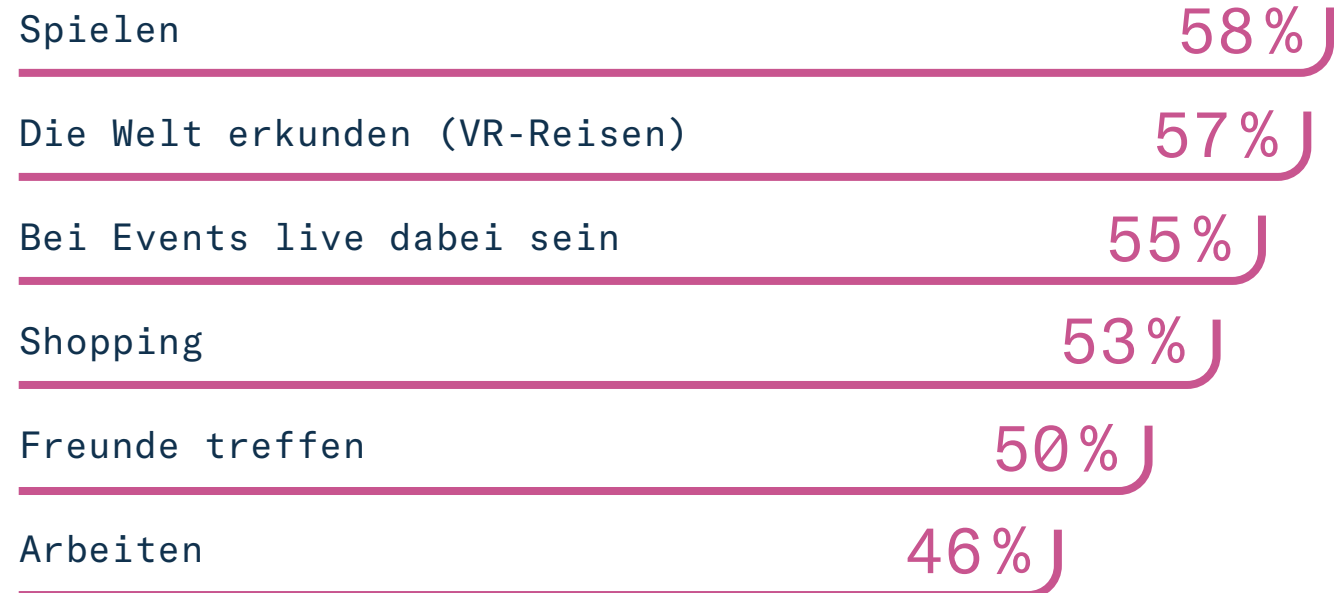 Spielen 58%
Die Welt erkunden (VR-Reisen) 57%
Bei Events live dabei sein 55%
Shopping 53%
Freunde treffen 50%
Arbeiten 46%